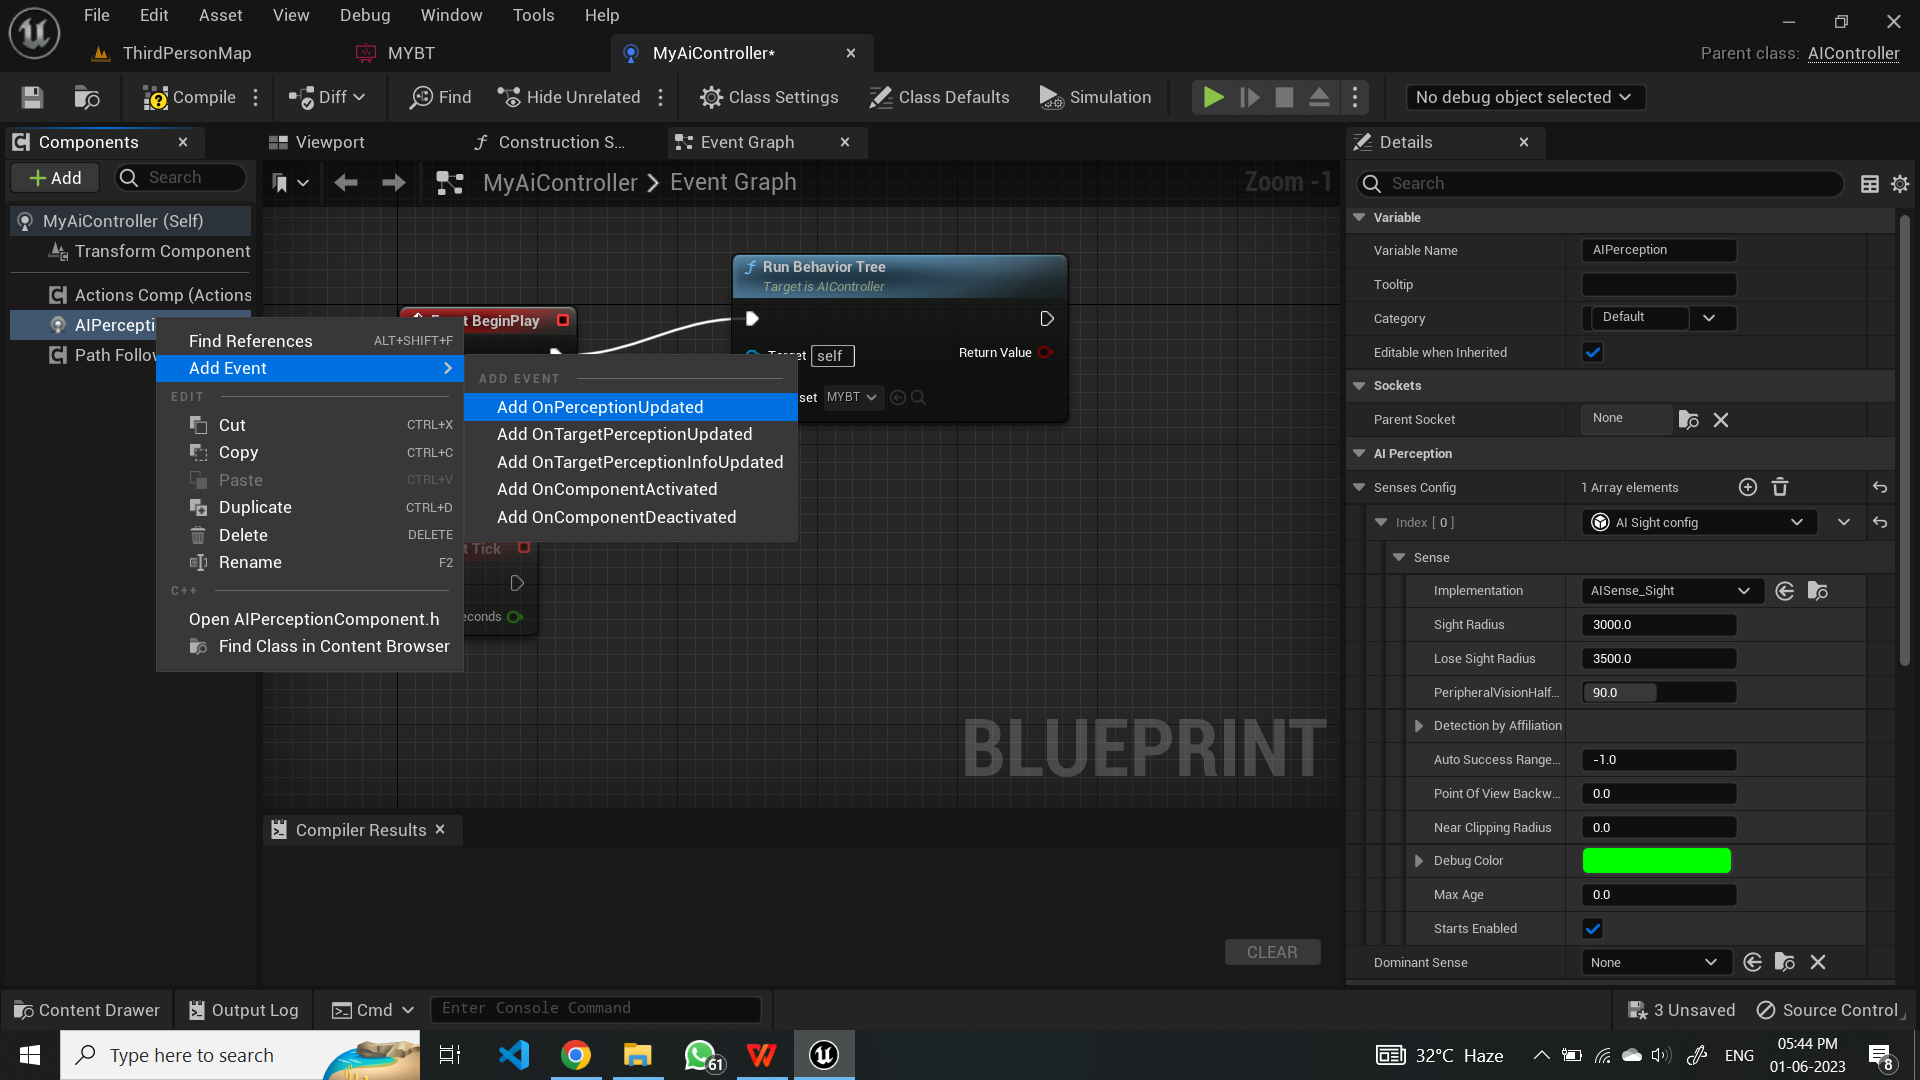 File Edit Asset View Debug Window Tools Help
ThirdPersonMap MYBT MyAiController* Parent class: AIController
Compile Diff Find Hide Unrelated Class Settings Class Defaults Simulation No debug object selected
Components Viewport Construction S... Event Graph Details
Add Search MyAiController Event Graph Zoom -1 Search
MyAiController (Self)
Transform Component
Actions Comp (Actions
AIPercepti
Path Follow
Find References ALT+SHIFT+F
Add Event
EDIT
Cut CTRL+X
Copy CTRL+C
Paste CTRL+V
Duplicate CTRL+D
Delete DELETE
Rename F2
C++
Open AIPerceptionComponent.h
Find Class in Content Browser
ADD EVENT
Add OnPerceptionUpdated
Add OnTargetPerceptionUpdated
Add OnTargetPerceptionInfoUpdated
Add OnComponentActivated
Add OnComponentDeactivated
BeginPlay
Run Behavior Tree
Target is AIController
Target self Return Value
set MYBT
Tick
econds
BLUEPRINT
Compiler Results
CLEAR
Variable
Variable Name AIPerception
Tooltip
Category Default
Editable when Inherited
Sockets
Parent Socket None
AI Perception
Senses Config 1 Array elements
Index [ 0 ] AI Sight config
Sense
Implementation AISense_Sight
Sight Radius 3000.0
Lose Sight Radius 3500.0
PeripheralVisionHalf... 90.0
Detection by Affiliation
Auto Success Range... -1.0
Point Of View Backw... 0.0
Near Clipping Radius 0.0
Debug Color
Max Age 0.0
Starts Enabled
Dominant Sense None
Content Drawer Output Log Cmd Enter Console Command 3 Unsaved Source Control
Type here to search 61 32°C Haze ENG 05:44 PM
01-06-2023 8